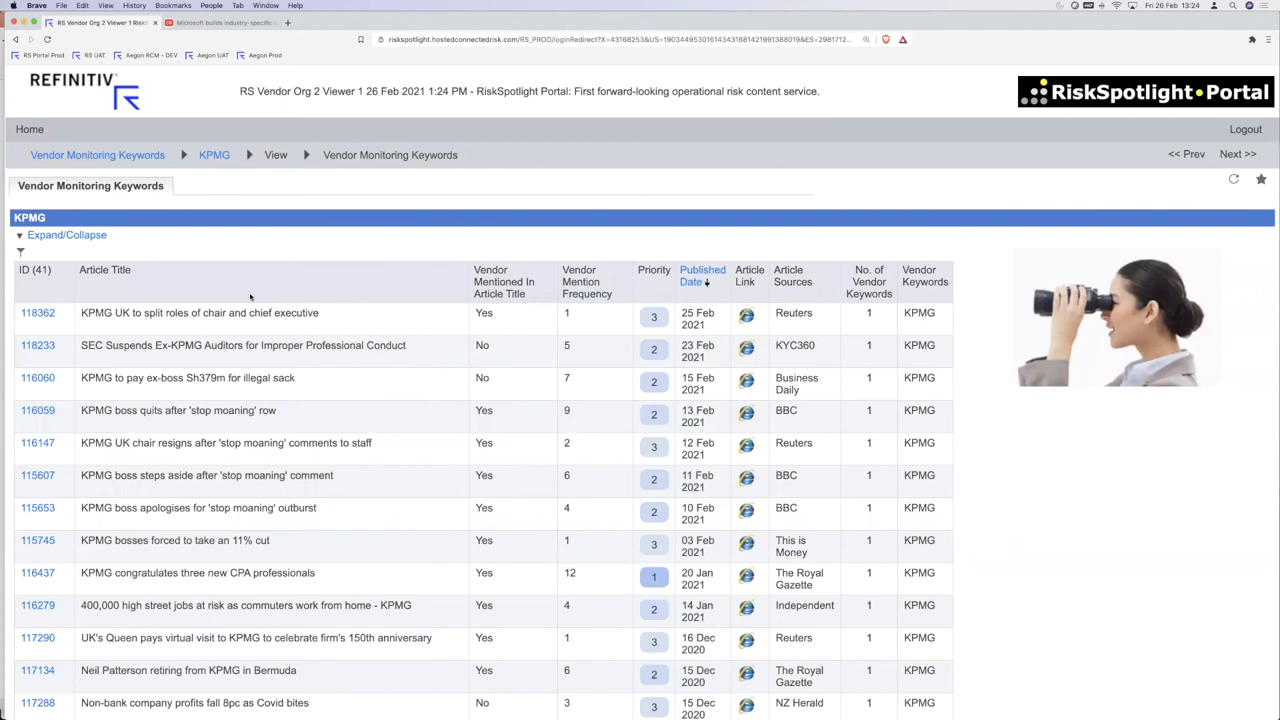 Brave File Edit View History Bookmarks People Tab Window Help Fri 26 Feb 13:24
RS Vendor Org 2 Viewer 1 Risk Microsoft builds industry-specific
riskspotlight.hostedconnectedrisk.com/RS_PROD/loginRedirect?X=43168253&US=1903449530161434316814219913880​19&ES=2981712...
RS Portal Prod RS UAT Aegon RCM - DEV Aegon UAT Aegon Prod
REFINITIV
RS Vendor Org 2 Viewer 1 26 Feb 2021 1:24 PM - RiskSpotlight Portal: First forward-looking operational risk content service.
RiskSpotlight Portal
Home Logout
Vendor Monitoring Keywords KPMG View Vendor Monitoring Keywords << Prev Next >>
Vendor Monitoring Keywords
KPMG
Expand/Collapse
ID (41) Article Title Vendor Mentioned In Article Title Vendor Mention Frequency Priority Published Date Article Link Article Sources No. of Vendor Keywords Vendor Keywords
118362 KPMG UK to split roles of chair and chief executive Yes 1 3 25 Feb 2021 Reuters 1 KPMG
118233 SEC Suspends Ex-KPMG Auditors for Improper Professional Conduct No 5 2 23 Feb 2021 KYC360 1 KPMG
116060 KPMG to pay ex-boss Sh379m for illegal sack No 7 2 15 Feb 2021 Business Daily 1 KPMG
116059 KPMG boss quits after 'stop moaning' row Yes 9 2 13 Feb 2021 BBC 1 KPMG
116147 KPMG UK chair resigns after 'stop moaning' comments to staff Yes 2 3 12 Feb 2021 Reuters 1 KPMG
115607 KPMG boss steps aside after 'stop moaning' comment Yes 6 2 11 Feb 2021 BBC 1 KPMG
115653 KPMG boss apologises for 'stop moaning' outburst Yes 4 2 10 Feb 2021 BBC 1 KPMG
115745 KPMG bosses forced to take an 11% cut Yes 1 3 03 Feb 2021 This is Money 1 KPMG
116437 KPMG congratulates three new CPA professionals Yes 12 1 20 Jan 2021 The Royal Gazette 1 KPMG
116279 400,000 high street jobs at risk as commuters work from home - KPMG Yes 4 2 14 Jan 2021 Independent 1 KPMG
117290 UK's Queen pays virtual visit to KPMG to celebrate firm's 150th anniversary Yes 1 3 16 Dec 2020 Reuters 1 KPMG
117134 Neil Patterson retiring from KPMG in Bermuda Yes 6 2 15 Dec 2020 The Royal Gazette 1 KPMG
117288 Non-bank company profits fall 8pc as Covid bites No 3 3 15 Dec 2020 NZ Herald 1 KPMG